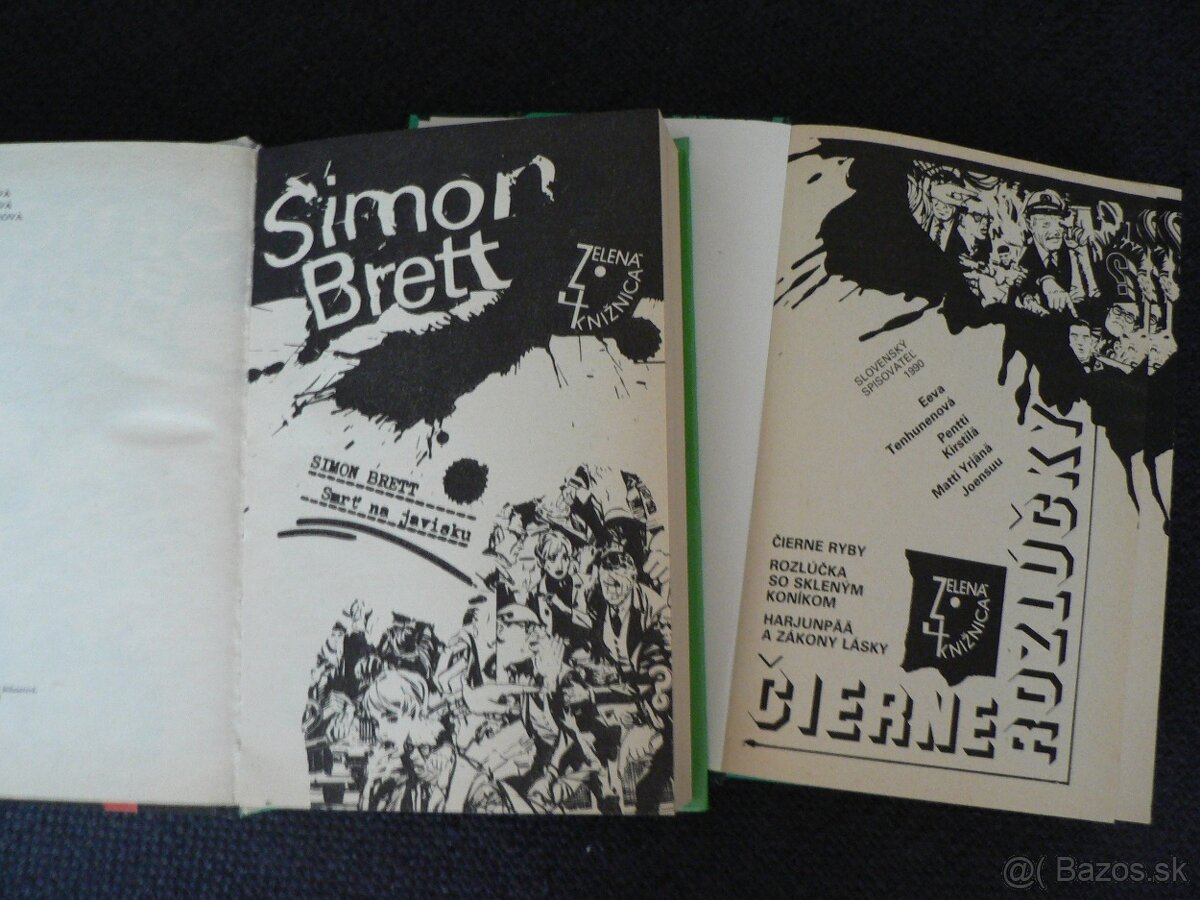 Simon
Brett
ZELENÁ
KNIŽNICA
SIMON BRETT
Smrť na javisku
SLOVENSKÝ
SPISOVATEĽ
1990
Eeva
Tenhunenová
Pentti
Kirstilä
Matti Yrjänä
Joensuu
ČIERNE RYBY
ROZLÚČKA
SO SKLENÝM
KONÍKOM
HARJUNPÄÄ
A ZÁKONY LÁSKY
ZELENÁ
KNIŽNICA
ČIERNE
ROZLÚČKY
@( Bazos.sk